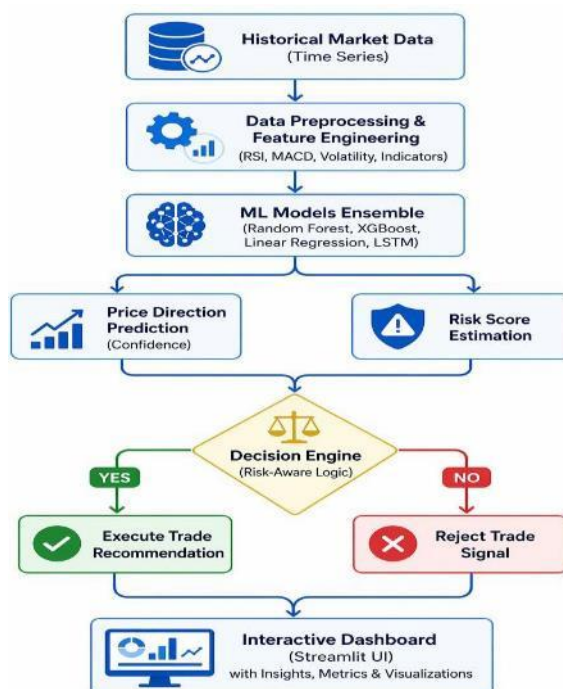 Historical Market Data
(Time Series)
Data Preprocessing &
Feature Engineering
(RSI, MACD, Volatility, Indicators)
ML Models Ensemble
(Random Forest, XGBoost,
Linear Regression, LSTM)
Price Direction
Prediction
(Confidence)
Risk Score
Estimation
Decision Engine
(Risk-Aware Logic)
YES
NO
Execute Trade
Recommendation
Reject Trade
Signal
Interactive Dashboard
(Streamlit UI)
with Insights, Metrics & Visualizations